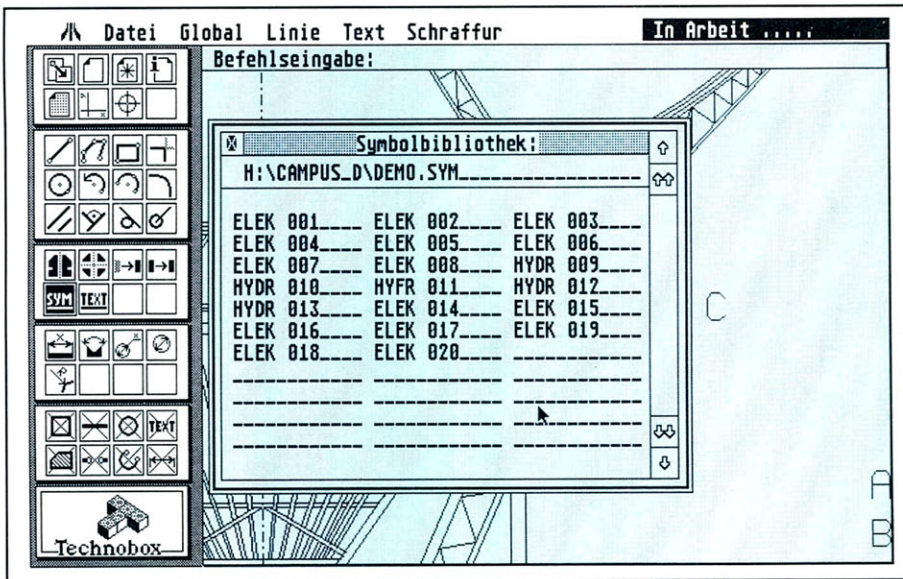 Datei Global Linie Text Schraffur In Arbeit .....
Befehlseingabe:
Symbolbibliothek:
H:\CAMPUS_D\DEMO.SYM
ELEK 001 ELEK 002 ELEK 003
ELEK 004 ELEK 005 ELEK 006
ELEK 007 ELEK 008 HYDR 009
HYDR 010 HYFR 011 HYDR 012
HYDR 013 ELEK 014 ELEK 015
ELEK 016 ELEK 017 ELEK 019
ELEK 018 ELEK 020
SYM TEXT
TEXT
C
A
B
Technobox